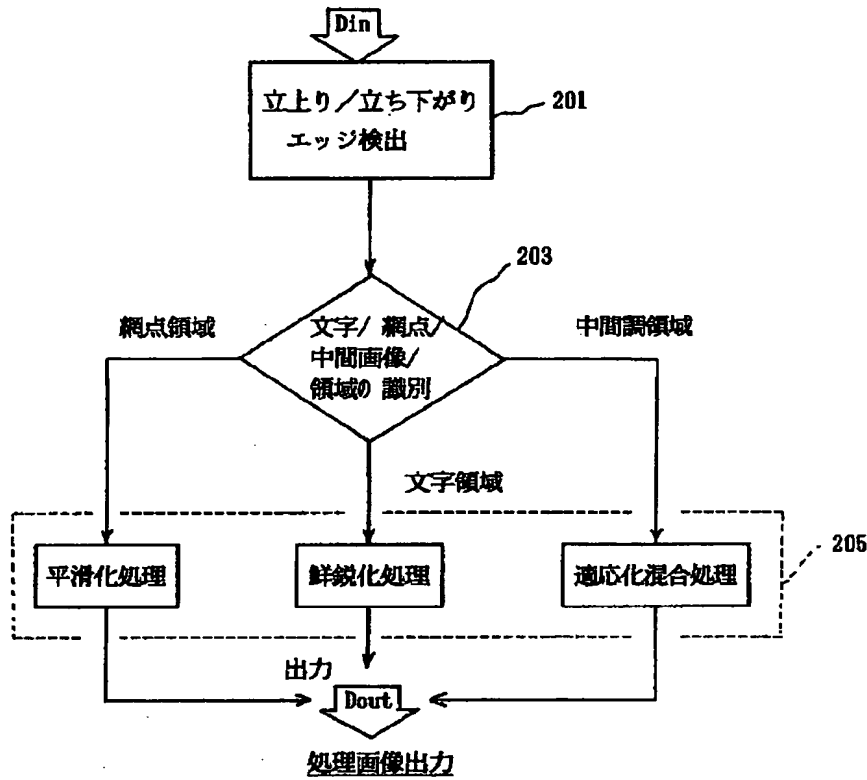 Din
立上り/立ち下がり
エッジ検出
201
203
網点領域
文字/ 網点/
中間画像/
領域の 識別
中間調領域
文字領域
205
平滑化処理
鮮鋭化処理
適応化混合処理
出力
Dout
処理画像出力